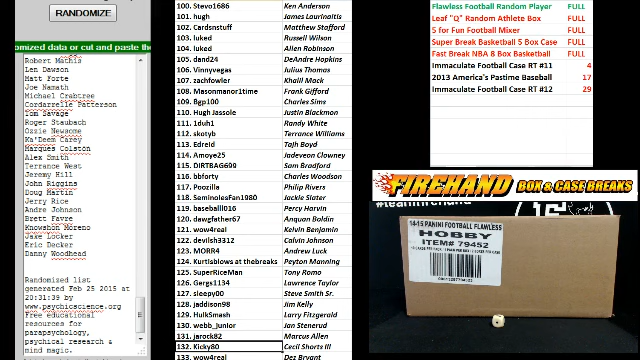 RANDOMIZE
omized data or cut and paste the
Robert Mathis
Len Dawson
Matt Forte
Joe Namath
Michael Crabtree
Cordarrelle Patterson
Tom Savage
Roger Staubach
Ozzie Newsome
Ka'Deem Carey
Marques Colston
Alex Smith
Terrance West
Jeremy Hill
John Riggins
Doug Martin
Jerry Rice
Andre Johnson
Brett Favre
Knowshon Moreno
Jake Locker
Eric Decker
Danny Woodhead
Randomized list
generated Feb 25 2015 at
20:31:39 by
www.psychicscience.org
Free educational
resources for
parapsychology,
psychical research &
mind magic.
100. Stevo1686 Ken Anderson
101. hugh James Laurinaitis
102. Cardsnstuff Matthew Stafford
103. luked Russell Wilson
104. luked Allen Robinson
105. dand24 DeAndre Hopkins
106. Vinnyvegas Julius Thomas
107. zachfowler Khalil Mack
108. Masonmanor1time Frank Gifford
109. Bgp100 Charles Sims
110. Hugh Jassole Justin Blackmon
111. 1duh1 Randy White
112. skotyb Terrance Williams
113. Edreid Tajh Boyd
114. Amoye25 Jadeveon Clowney
115. DIRTBAG699 Sam Bradford
116. bbforty Charles Woodson
117. Poozilla Philip Rivers
118. SeminolesFan1980 Jackie Slater
119. baseball016 Percy Harvin
120. dawgfather67 Anquan Boldin
121. wow4real Kelvin Benjamin
122. devilish3312 Calvin Johnson
123. MORR4 Andrew Luck
124. Kurtlshallows at thebreaks Peyton Manning
125. SuperRiceMan Tony Romo
126. Gergs1134 Lawrence Taylor
127. sleepy00 Steve Smith Sr.
128. jaddison98 Jim Kelly
129. HulkSmash Larry Fitzgerald
130. webb_junior Jan Stenerud
131. jarock82 Marcus Allen
132. Kicky80 Cecil Shorts III
133. wow4real Dez Bryant
Flawless Football Random Player FULL
Leaf "Q" Random Athlete Box FULL
5 for Fun Football Mixer FULL
Super Break Basketball 5 Box Case FULL
Fast Break NBA 8 Box Basketball FULL
Immaculate Football Case RT #11 4
2013 America's Pastime Baseball 17
Immaculate Football Case RT #12 29
FIREHAND BOX & CASE BREAKS
#teamfirehand
14-15 PANINI FOOTBALL FLAWLESS
HOBBY
ITEM# 79452